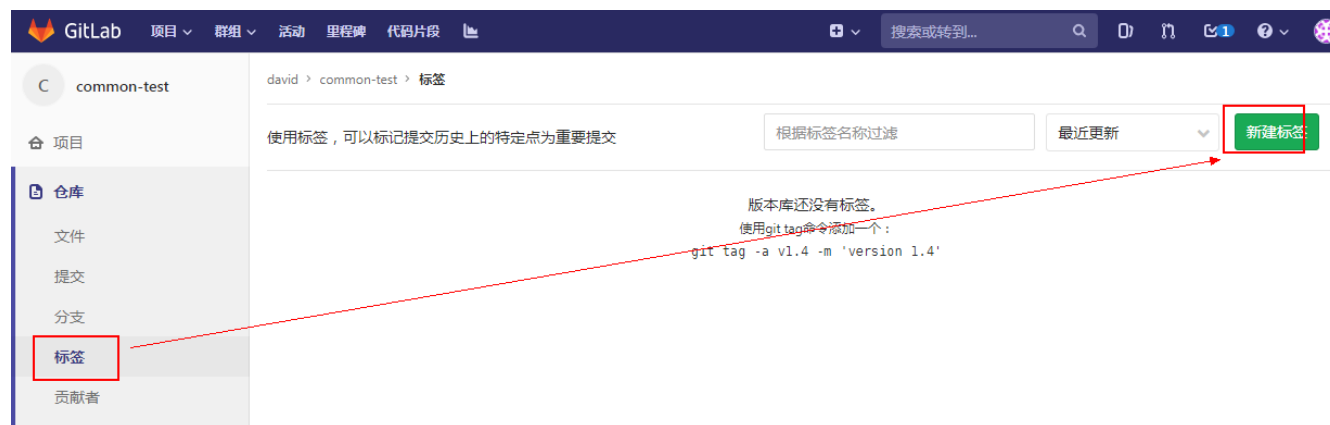 GitLab 项目 群组 活动 里程碑 代码片段 搜索或转到... 1
C common-test
david > common-test > 标签
项目
使用标签，可以标记提交历史上的特定点为重要提交 根据标签名称过滤 最近更新 新建标签
仓库
版本库还没有标签。
文件
使用git tag命令添加一个：
git tag -a v1.4 -m 'version 1.4'
提交
分支
标签
贡献者